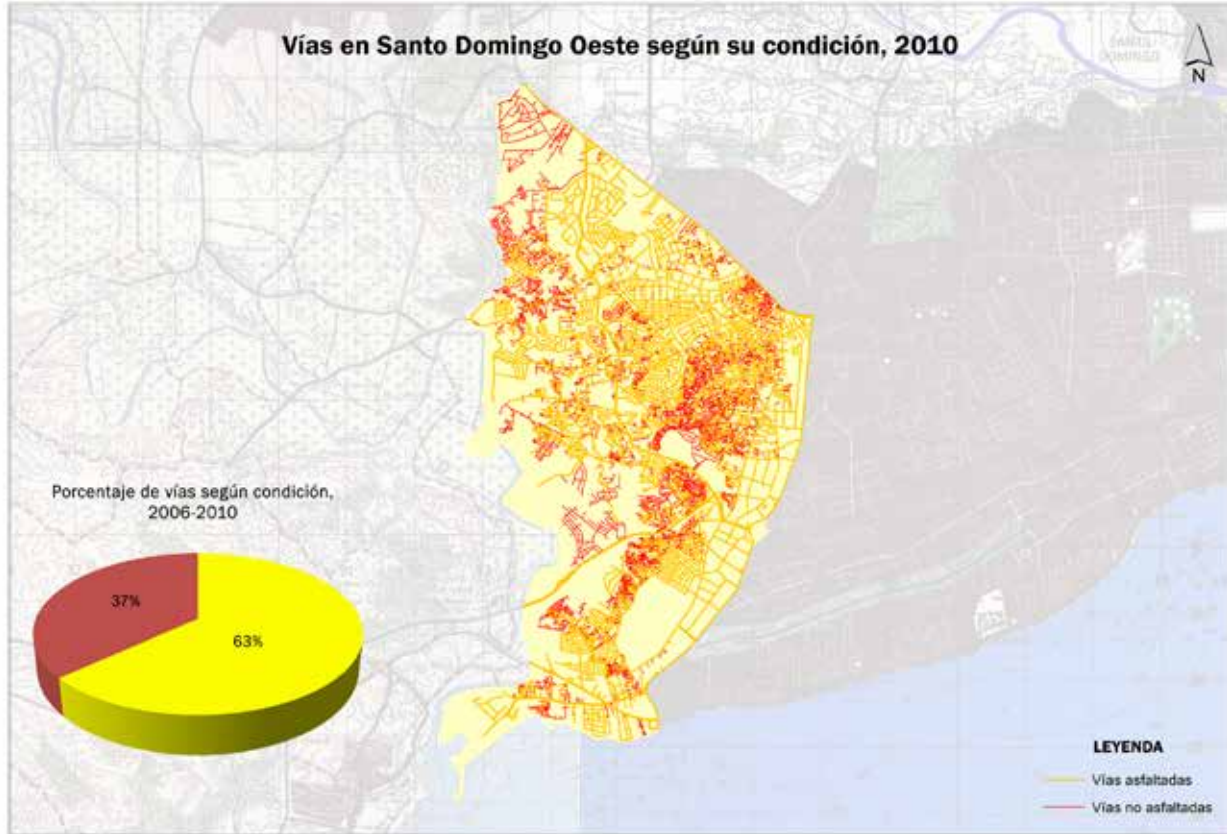 Vías en Santo Domingo Oeste según su condición, 2010
N
Porcentaje de vías según condición,
2006-2010
37%
63%
LEYENDA
Vías asfaltadas
Vías no asfaltadas